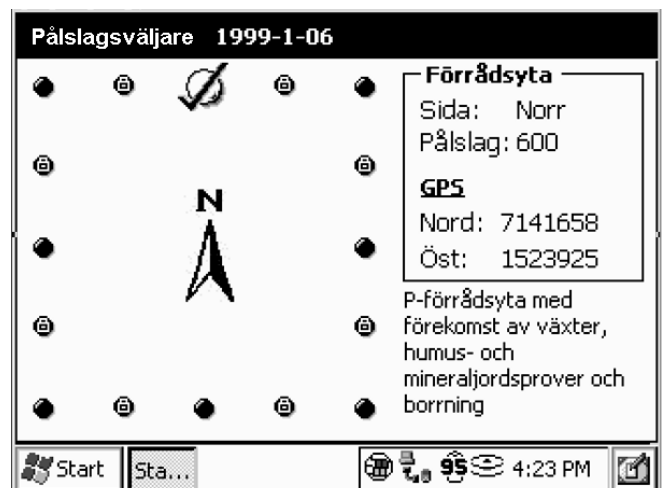 Pålslagsväljare 1999-1-06
Förrådsyta
Sida: Norr
Pålslag: 600
GPS
Nord: 7141658
Öst: 1523925
N
P-förrådsyta med
förekomst av växter,
humus- och
mineraljordsprover och
borrning
Start
Sta...
95
4:23 PM